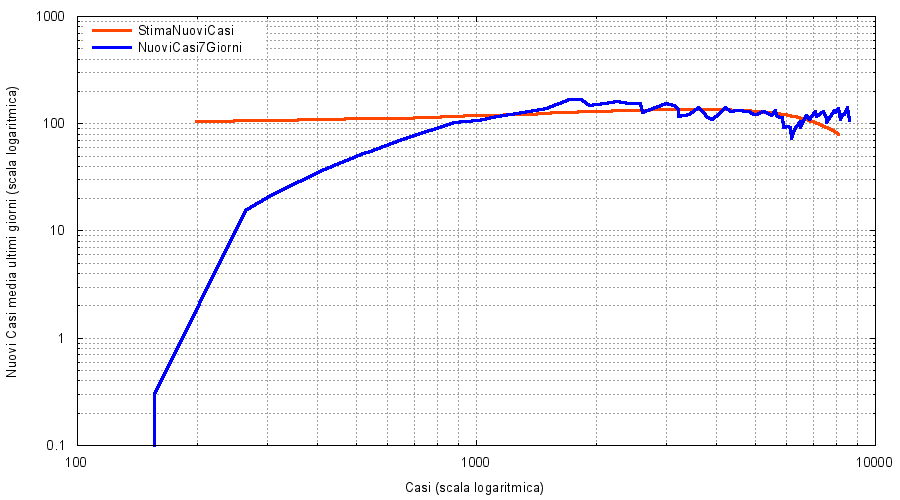 1000
StimaNuoviCasi
NuoviCasi7Giorni
100
10
1
0.1
100
1000
10000
Nuovi Casi media ultimi giorni (scala logaritmica)
Casi (scala logaritmica)